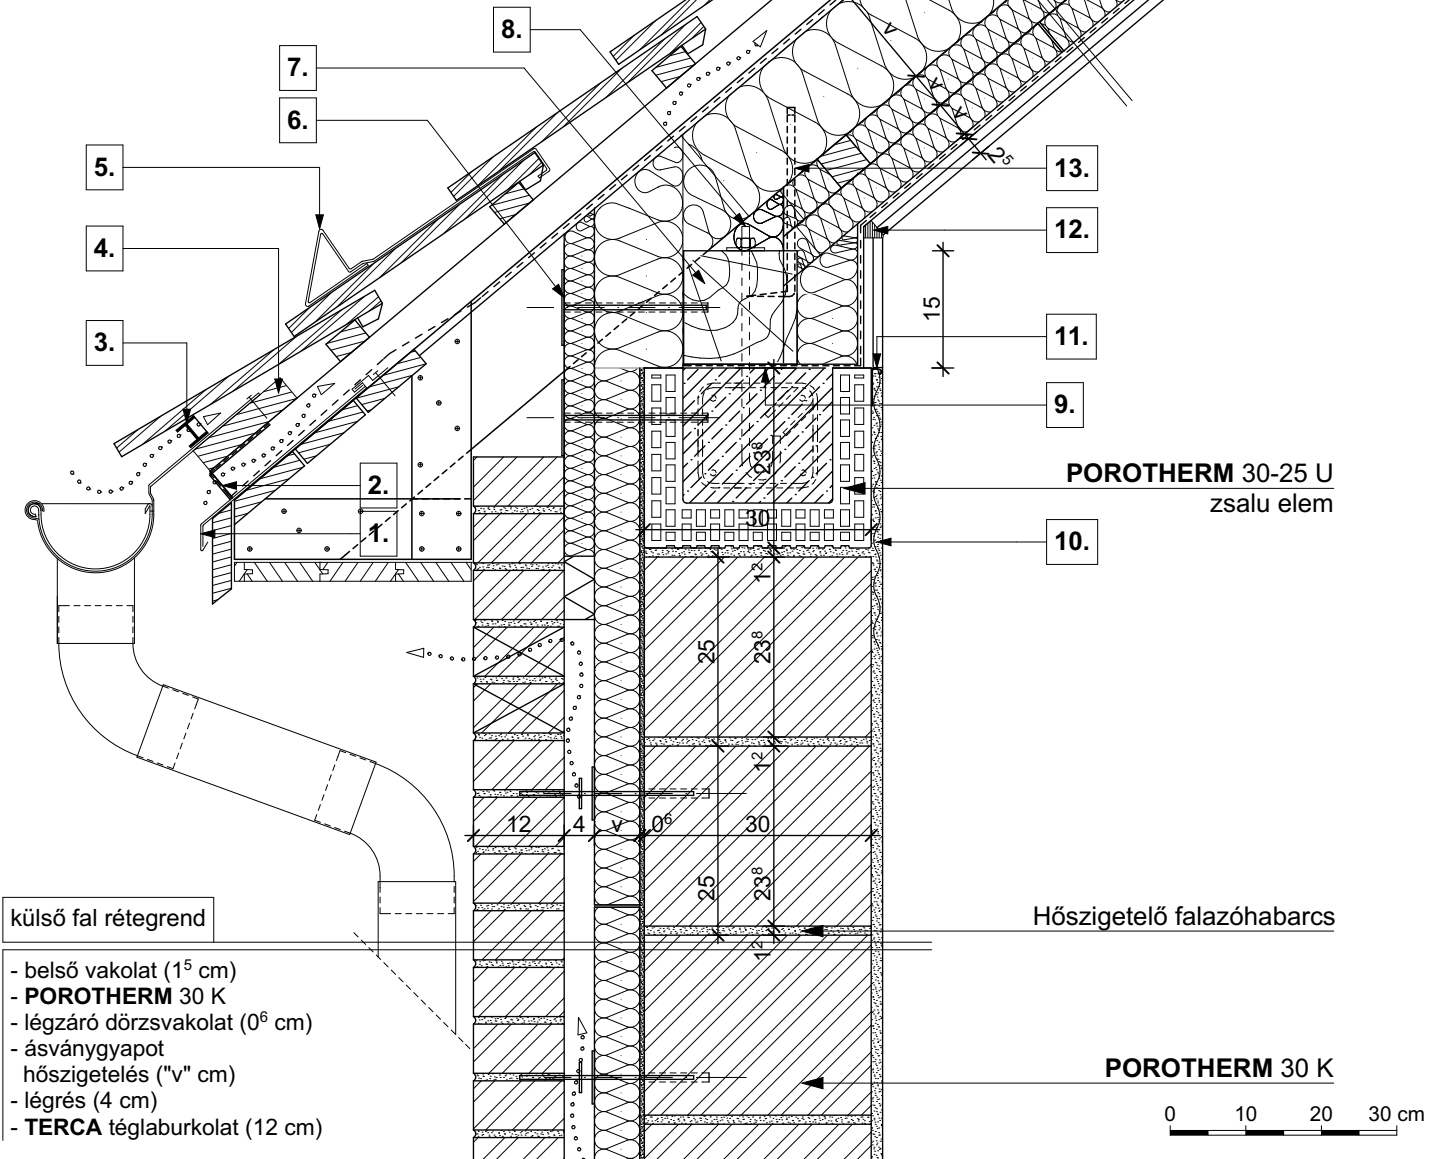 8.
7.
6.
5.
4.
3.
2.
1.
v
v
v
2⁵
13.
12.
15
11.
9.
23⁸
30
POROTHERM 30-25 U
zsalu elem
10.
1²
25
23⁸
1²
12
4
v
0⁶
30
25
23⁸
1²
külső fal rétegrend
- belső vakolat (1⁵ cm)
- POROTHERM 30 K
- légzáró dörzsvakolat (0⁶ cm)
- ásványgyapot
hőszigetelés ("v" cm)
- légrés (4 cm)
- TERCA téglaburkolat (12 cm)
Hőszigetelő falazóhabarcs
POROTHERM 30 K
0 10 20 30 cm